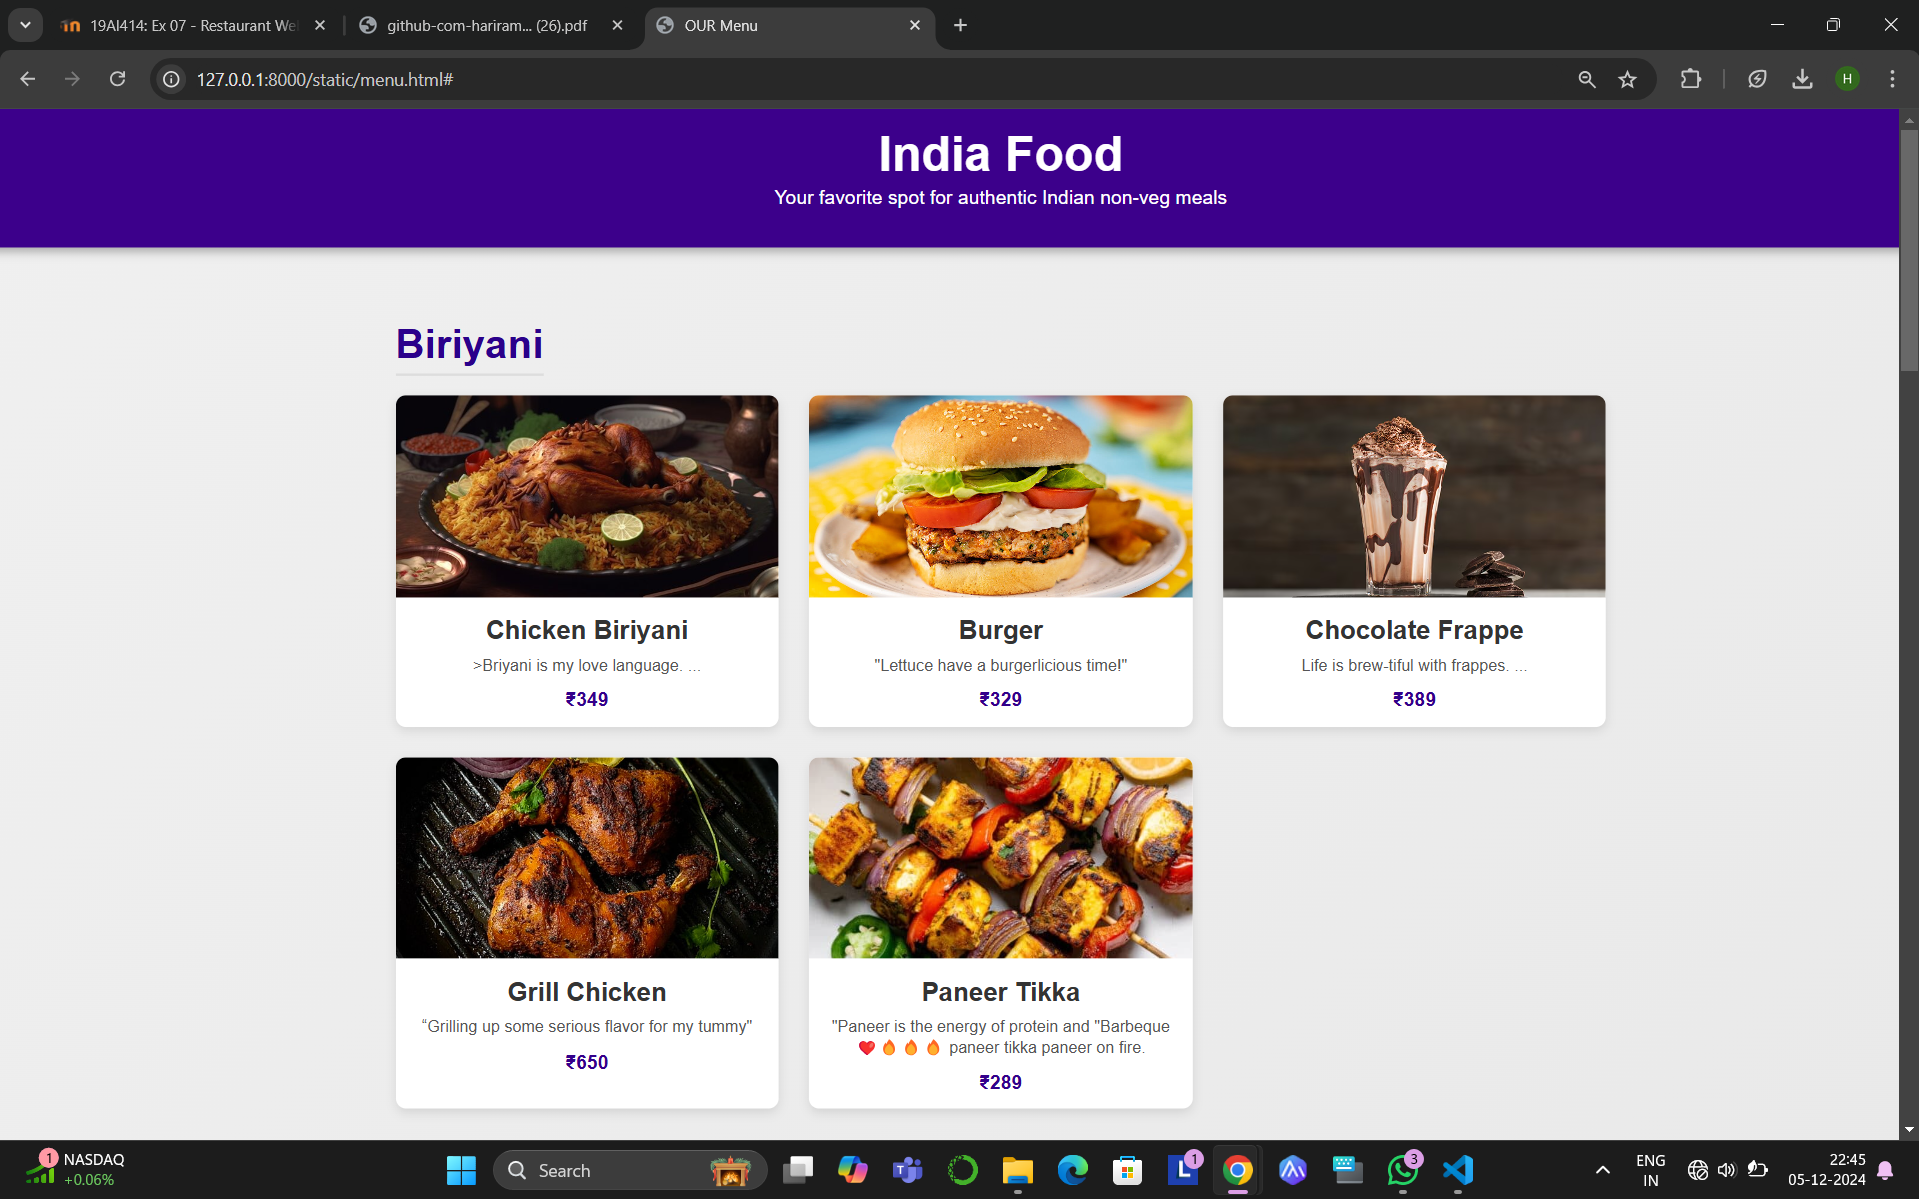 19AI414: Ex 07 - Restaurant We
github-com-hariram... (26).pdf
OUR Menu
127.0.0.1:8000/static/menu.html#
H
India Food
Your favorite spot for authentic Indian non-veg meals
Biriyani
Chicken Biriyani
>Briyani is my love language. ...
₹349
Burger
"Lettuce have a burgerlicious time!"
₹329
Chocolate Frappe
Life is brew-tiful with frappes. ...
₹389
Grill Chicken
“Grilling up some serious flavor for my tummy"
₹650
Paneer Tikka
"Paneer is the energy of protein and "Barbeque
❤️ 🔥 🔥 🔥 paneer tikka paneer on fire.
₹289
1
NASDAQ
+0.06%
Search
1
3
ENG
IN
22:45
05-12-2024